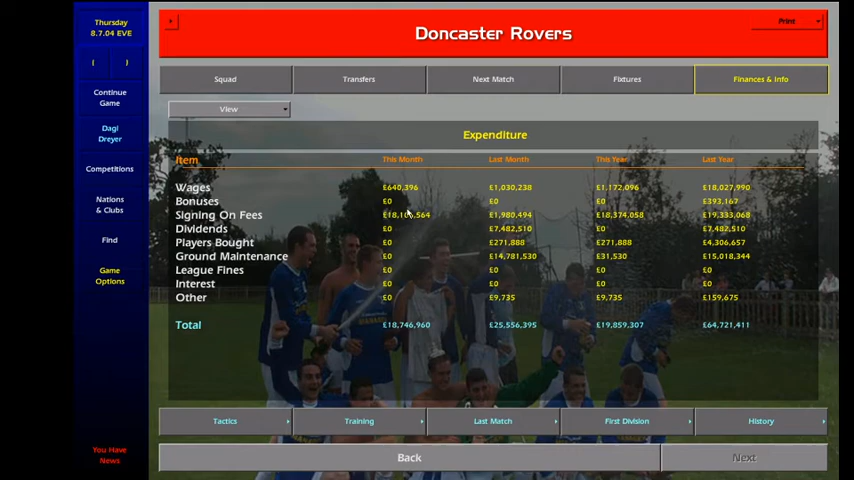 Thursday
8.7.04 EVE
Continue
Game
Dagl
Dreyer
Competitions
Nations
& Clubs
Find
Game
Options
You Have
News
Doncaster Rovers
Print
Squad
Transfers
Next Match
Fixtures
Finances & Info
View
Expenditure
Item This Month Last Month This Year Last Year
Wages £640,396 £1,030,238 £1,172,096 £18,027,990
Bonuses £0 £0 £0 £393,167
Signing On Fees £1,980,494 £18,374,058 £19,333,068
Dividends £0 £7,482,510 £0 £7,482,510
Players Bought £0 £271,888 £271,888 £4,306,657
Ground Maintenance £0 £14,781,530 £31,530 £15,018,344
League Fines £0 £0 £0 £0
Interest £0 £0 £0 £0
Other £0 £9,735 £9,735 £159,675
Total £18,746,960 £25,556,395 £19,859,307 £64,721,411
Tactics
Training
Last Match
First Division
History
Back
Next